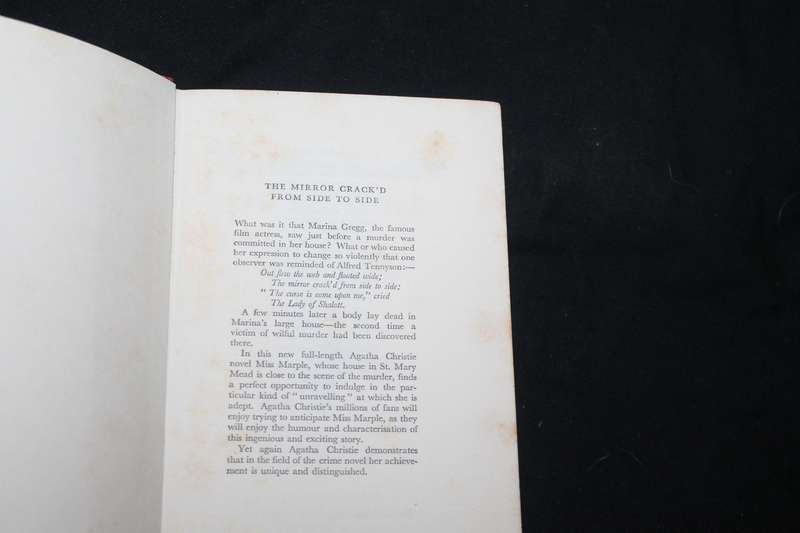 THE MIRROR CRACK'D
FROM SIDE TO SIDE
What was it that Marina Gregg, the famous
film actress, saw just before a murder was
committed in her house? What or who caused
her expression to change so violently that one
observer was reminded of Alfred Tennyson:—
Out flew the web and floated wide;
The mirror crack'd from side to side:
“ The curse is come upon me,” cried
The Lady of Shalott.
A few minutes later a body lay dead in
Marina's large house—the second time a
victim of wilful murder had been discovered
there.
In this new full-length Agatha Christie
novel Miss Marple, whose house in St. Mary
Mead is close to the scene of the murder, finds
a perfect opportunity to indulge in the par-
ticular kind of “ unravelling ” at which she is
adept. Agatha Christie's millions of fans will
enjoy trying to anticipate Miss Marple, as they
will enjoy the humour and characterisation of
this ingenious and exciting story.
Yet again Agatha Christie demonstrates
that in the field of the crime novel her achieve-
ment is unique and distinguished.